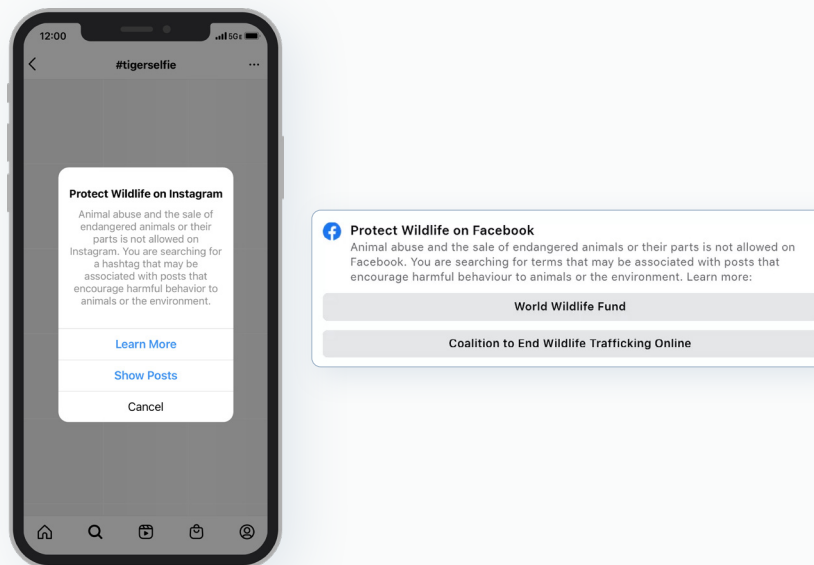 12:00
5G E
#tigerselfie
...
Protect Wildlife on Instagram
Animal abuse and the sale of
endangered animals or their
parts is not allowed on
Instagram. You are searching for
a hashtag that may be
associated with posts that
encourage harmful behavior to
animals or the environment.
Learn More
Show Posts
Cancel
Protect Wildlife on Facebook
Animal abuse and the sale of endangered animals or their parts is not allowed on
Facebook. You are searching for terms that may be associated with posts that
encourage harmful behaviour to animals or the environment. Learn more:
World Wildlife Fund
Coalition to End Wildlife Trafficking Online